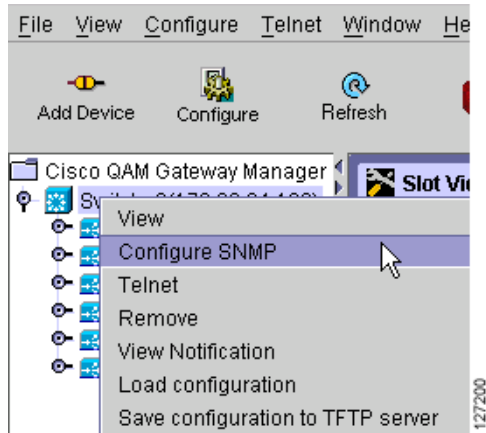 File View Configure Telnet Window He
Add Device Configure Refresh
Cisco QAM Gateway Manager
Slot Vi
View
Configure SNMP
Telnet
Remove
View Notification
Load configuration
Save configuration to TFTP server
127200